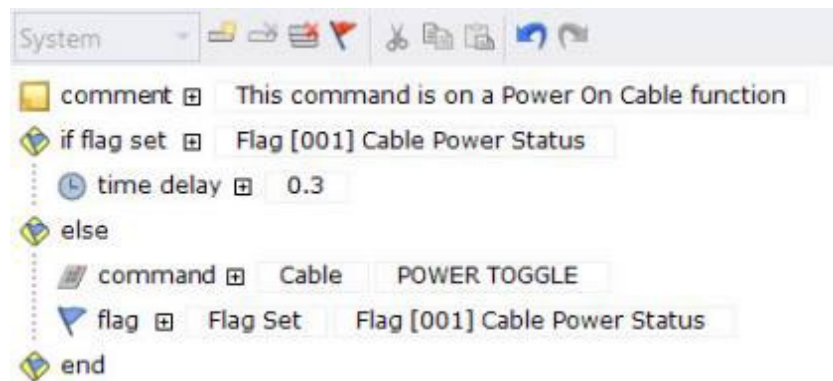 System
comment This command is on a Power On Cable function
if flag set Flag [001] Cable Power Status
time delay 0.3
else
command Cable POWER TOGGLE
flag Flag Set Flag [001] Cable Power Status
end